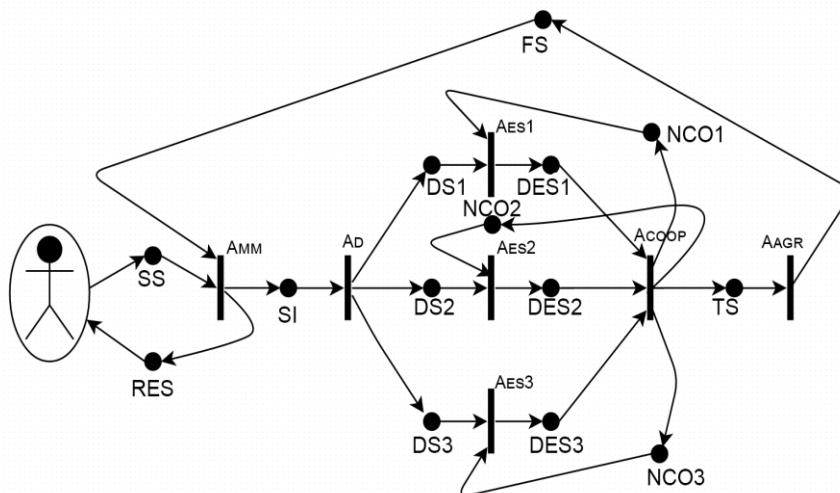 FS
AES1
NCO1
DS1
DES1
NCO2
AMM
AD
AES2
ACOOP
AAGR
SS
SI
DS2
DES2
TS
RES
AES3
DS3
DES3
NCO3